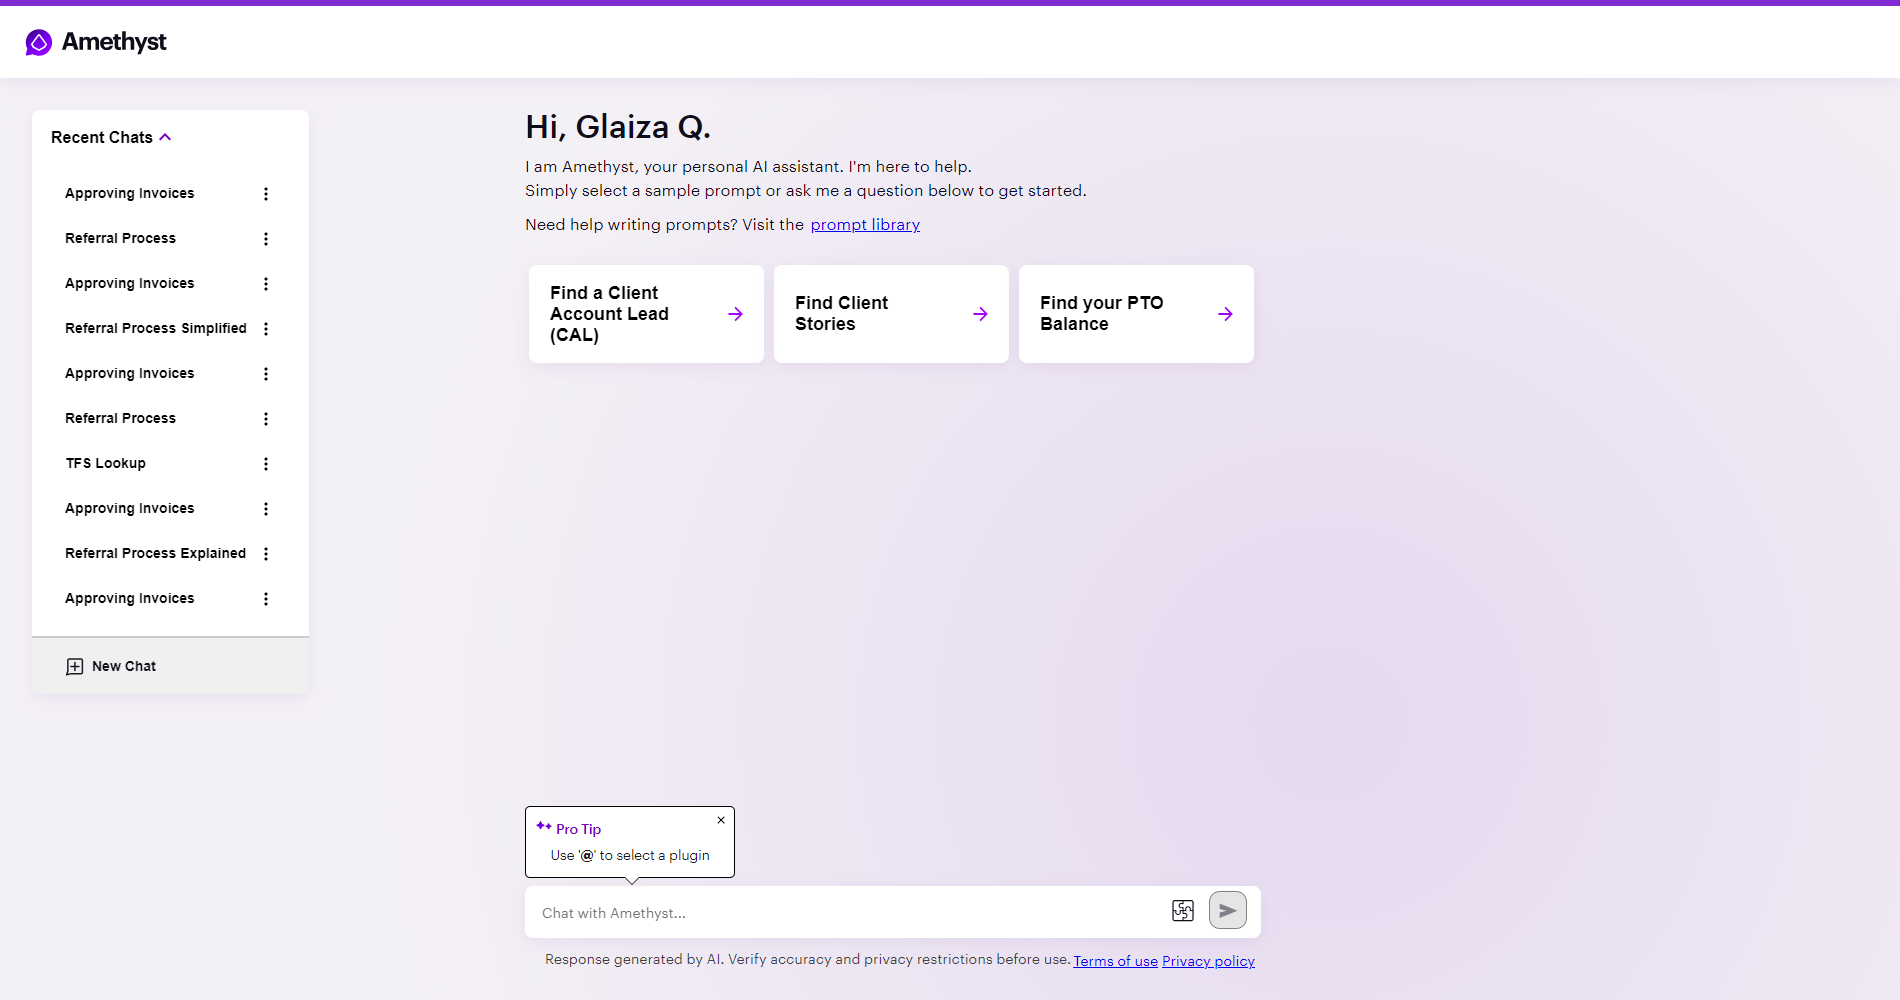 Amethyst
Recent Chats
Approving Invoices
Referral Process
Approving Invoices
Referral Process Simplified
Approving Invoices
Referral Process
TFS Lookup
Approving Invoices
Referral Process Explained
Approving Invoices
New Chat
Hi, Glaiza Q.
I am Amethyst, your personal AI assistant. I'm here to help.
Simply select a sample prompt or ask me a question below to get started.
Need help writing prompts? Visit the prompt library
Find a Client
Account Lead
(CAL)
Find Client
Stories
Find your PTO
Balance
Pro Tip
Use '@' to select a plugin
Chat with Amethyst...
Response generated by AI. Verify accuracy and privacy restrictions before use. Terms of use Privacy policy